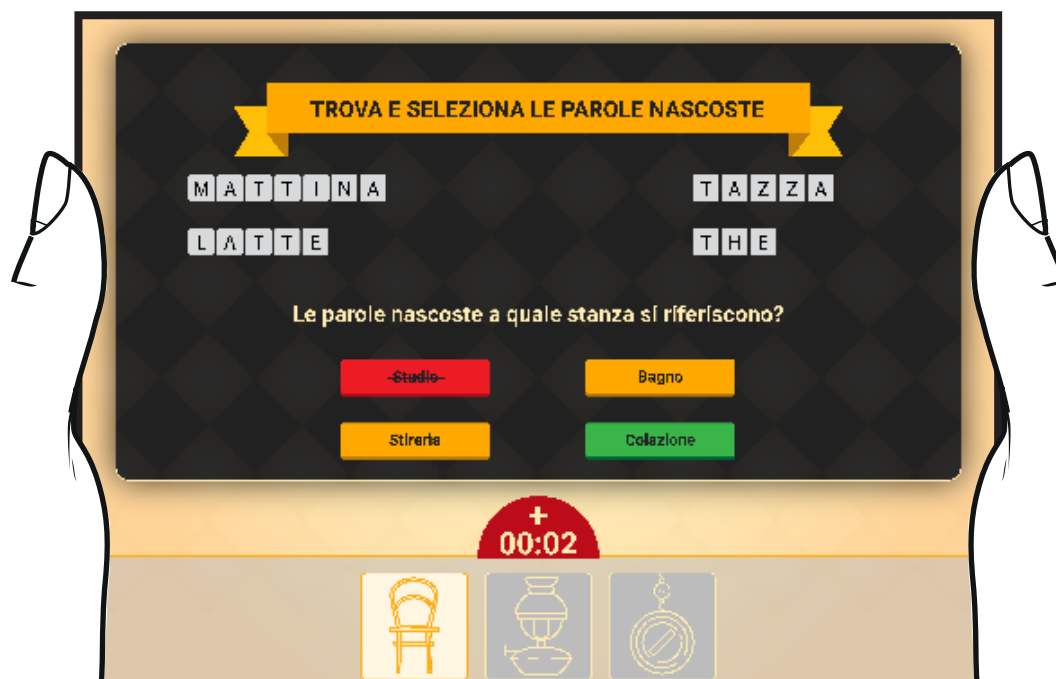 TROVA E SELEZIONA LE PAROLE NASCOSTE
MATTINA
TAZZA
LATTE
THE
Le parole nascoste a quale stanza si riferiscono?
Studio
Bagno
Stireria
Colazione
+
00:02